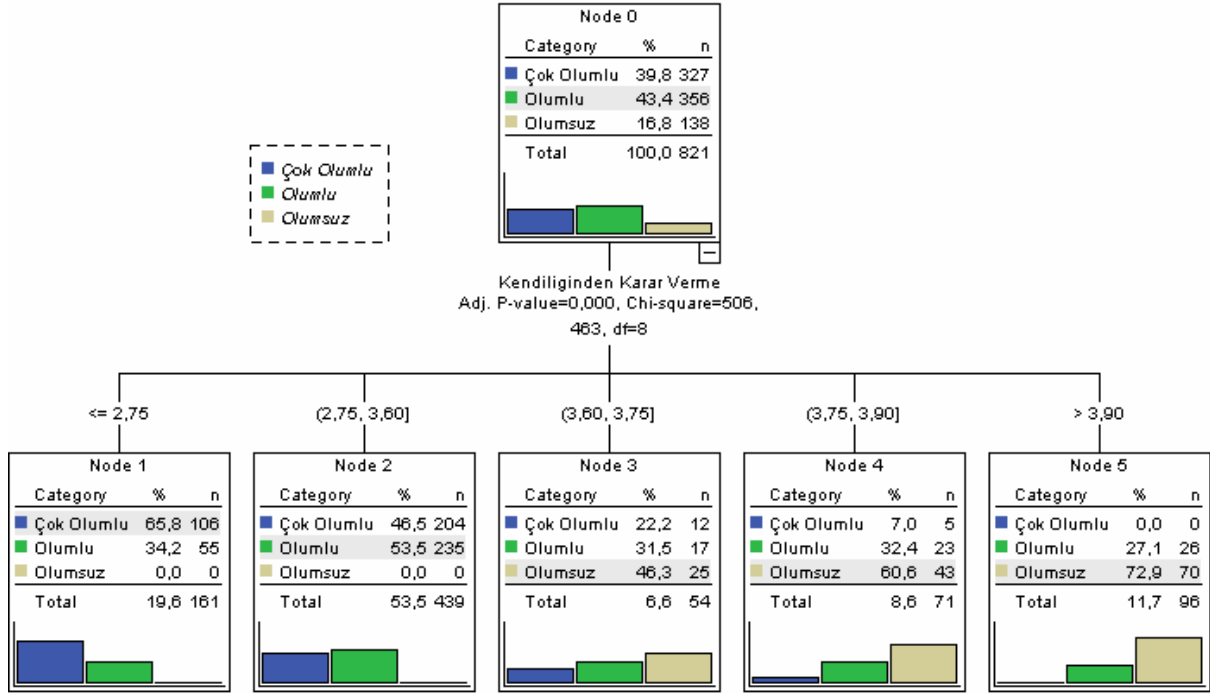 Node 0
Category % n
Çok Olumlu 39,8 327
Olumlu 43,4 356
Olumsuz 16,8 138
Total 100,0 821
Çok Olumlu
Olumlu
Olumsuz
Kendiliginden Karar Verme
Adj. P-value=0,000, Chi-square=506,
463, df=8
<= 2,75
(2,75, 3,60]
(3,60, 3,75]
(3,75, 3,90]
> 3,90
Node 1
Category % n
Çok Olumlu 65,8 106
Olumlu 34,2 55
Olumsuz 0,0 0
Total 19,6 161
Node 2
Category % n
Çok Olumlu 46,5 204
Olumlu 53,5 235
Olumsuz 0,0 0
Total 53,5 439
Node 3
Category % n
Çok Olumlu 22,2 12
Olumlu 31,5 17
Olumsuz 46,3 25
Total 6,6 54
Node 4
Category % n
Çok Olumlu 7,0 5
Olumlu 32,4 23
Olumsuz 60,6 43
Total 8,6 71
Node 5
Category % n
Çok Olumlu 0,0 0
Olumlu 27,1 26
Olumsuz 72,9 70
Total 11,7 96